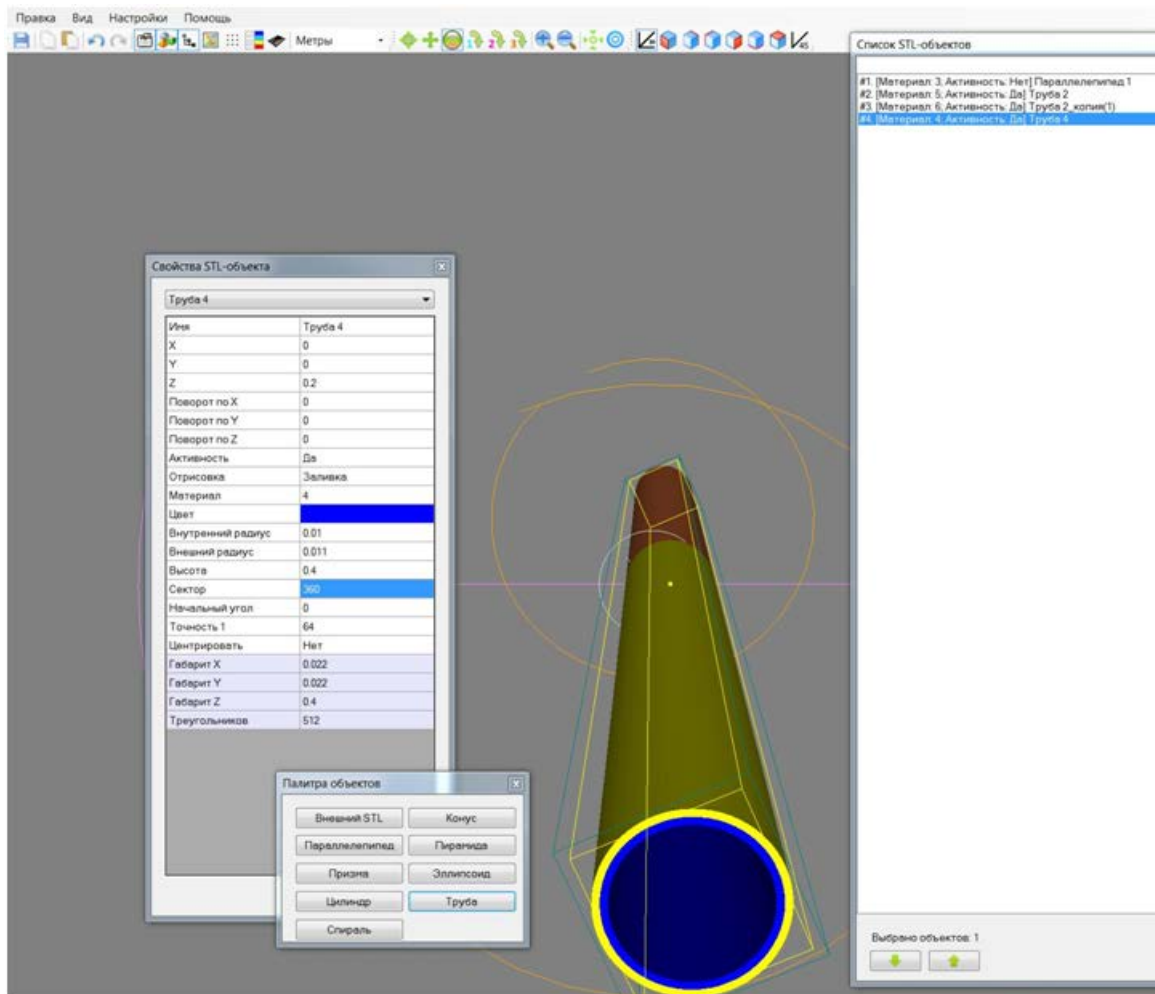 Правка Вид Настройки Помощь
Метры
Список STL-объектов
#1. [Материал: 3; Активность: Нет] Параллелепипед 1
#2. [Материал: 5; Активность: Да] Труба 2
#3. [Материал: 6; Активность: Да] Труба 2_копия(1)
#4. [Материал: 4; Активность: Да] Труба 4
Свойства STL-объекта
Труба 4
Имя Труба 4
X 0
Y 0
Z 0.2
Поворот по X 0
Поворот по Y 0
Поворот по Z 0
Активность Да
Отрисовка Заливка
Материал 4
Цвет
Внутренний радиус 0.01
Внешний радиус 0.011
Высота 0.4
Сектор 360
Начальный угол 0
Точность 1 64
Центрировать Нет
Габарит X 0.022
Габарит Y 0.022
Габарит Z 0.4
Треугольников 512
Палитра объектов
Внешний STL Конус
Параллелепипед Пирамида
Призма Эллипсоид
Цилиндр Труба
Спираль
Выбрано объектов: 1